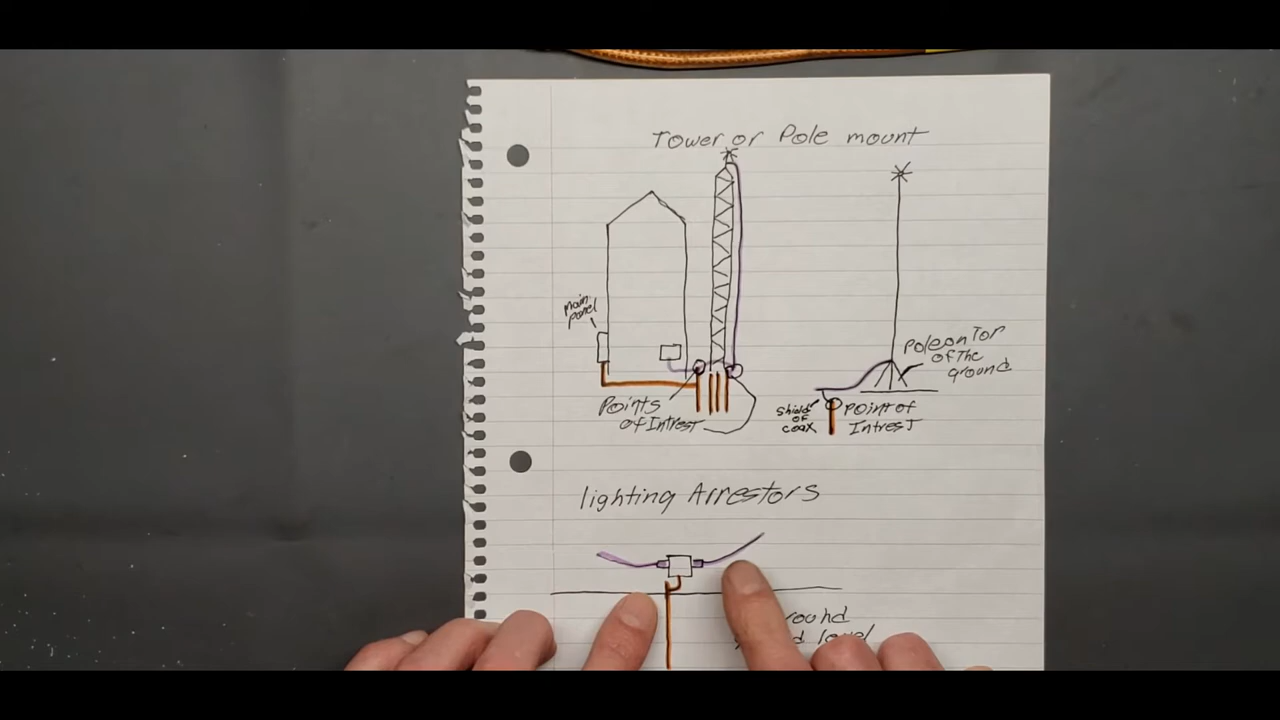 Tower or Pole mount
main
panel
Pole on Top
of The
ground
Points
of Intrest
shield
of
coax
Point of
Intrest
lighting Arrestors